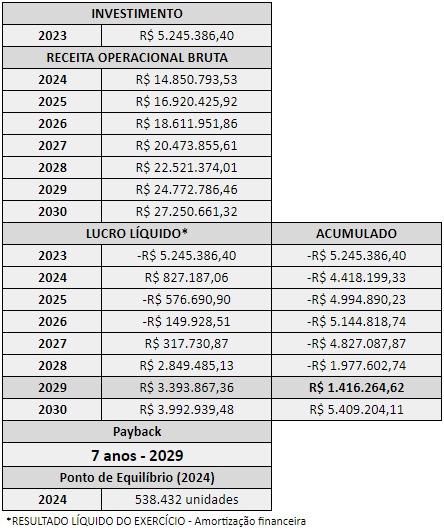 INVESTIMENTO
2023 R$ 5.245.386,40
RECEITA OPERACIONAL BRUTA
2024 R$ 14.850.793,53
2025 R$ 16.920.425,92
2026 R$ 18.611.951,86
2027 R$ 20.473.855,61
2028 R$ 22.521.374,01
2029 R$ 24.772.786,46
2030 R$ 27.250.661,32
LUCRO LÍQUIDO* ACUMULADO
2023 -R$ 5.245.386,40 -R$ 5.245.386,40
2024 R$ 827.187,06 -R$ 4.418.199,33
2025 -R$ 576.690,90 -R$ 4.994.890,23
2026 -R$ 149.928,51 -R$ 5.144.818,74
2027 R$ 317.730,87 -R$ 4.827.087,87
2028 R$ 2.849.485,13 -R$ 1.977.602,74
2029 R$ 3.393.867,36 R$ 1.416.264,62
2030 R$ 3.992.939,48 R$ 5.409.204,11
Payback
7 anos - 2029
Ponto de Equilíbrio (2024)
2024 538.432 unidades
*RESULTADO LÍQUIDO DO EXERCÍCIO - Amortização financeira